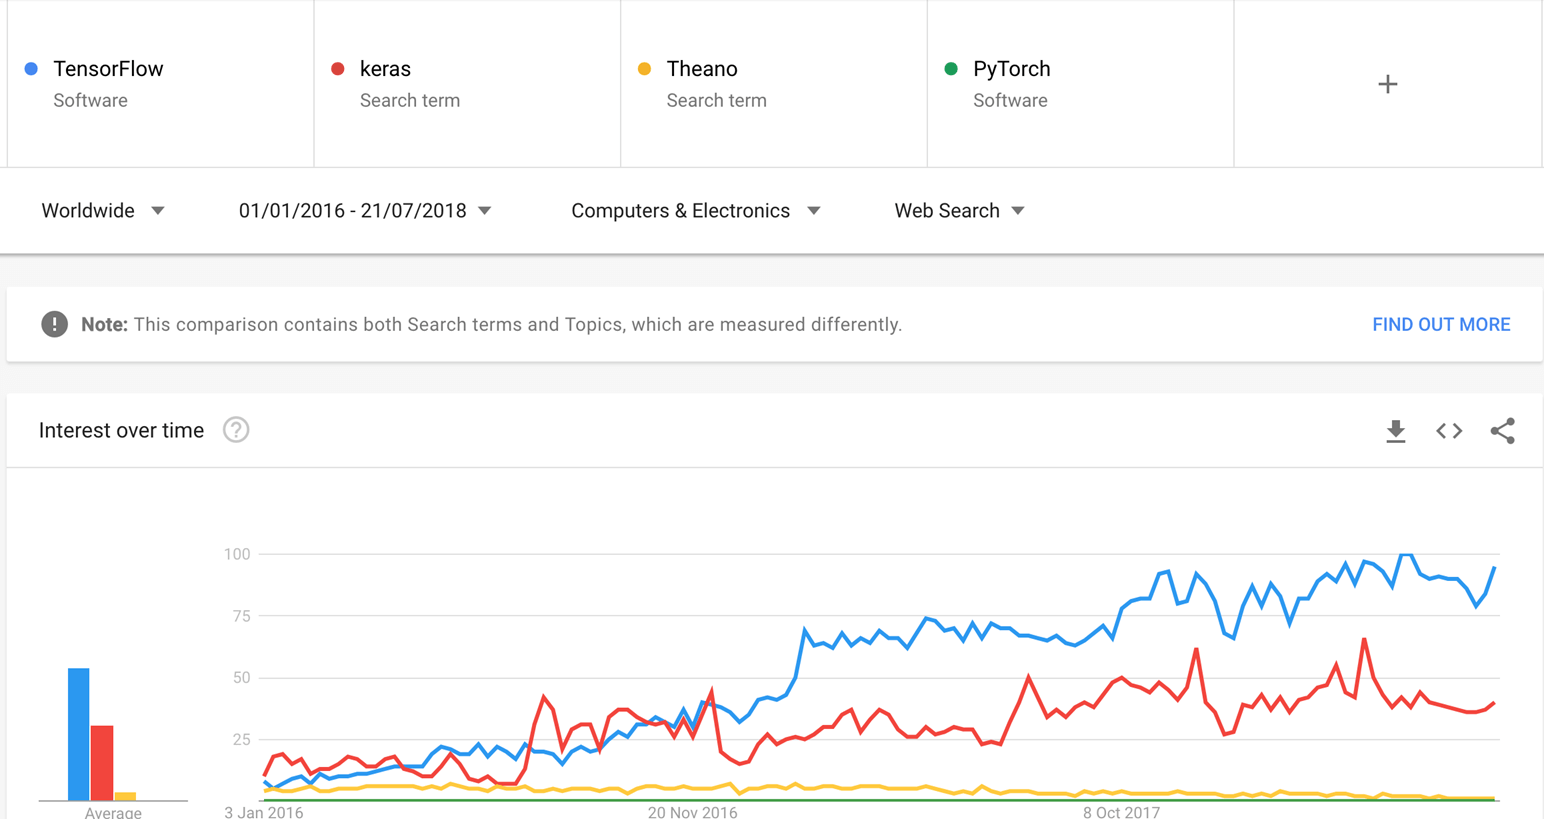 TensorFlow
Software
keras
Search term
Theano
Search term
PyTorch
Software
+
Worldwide
01/01/2016 - 21/07/2018
Computers & Electronics
Web Search
! Note: This comparison contains both Search terms and Topics, which are measured differently.
FIND OUT MORE
Interest over time ?
100
75
50
25
Average
3 Jan 2016
20 Nov 2016
8 Oct 2017